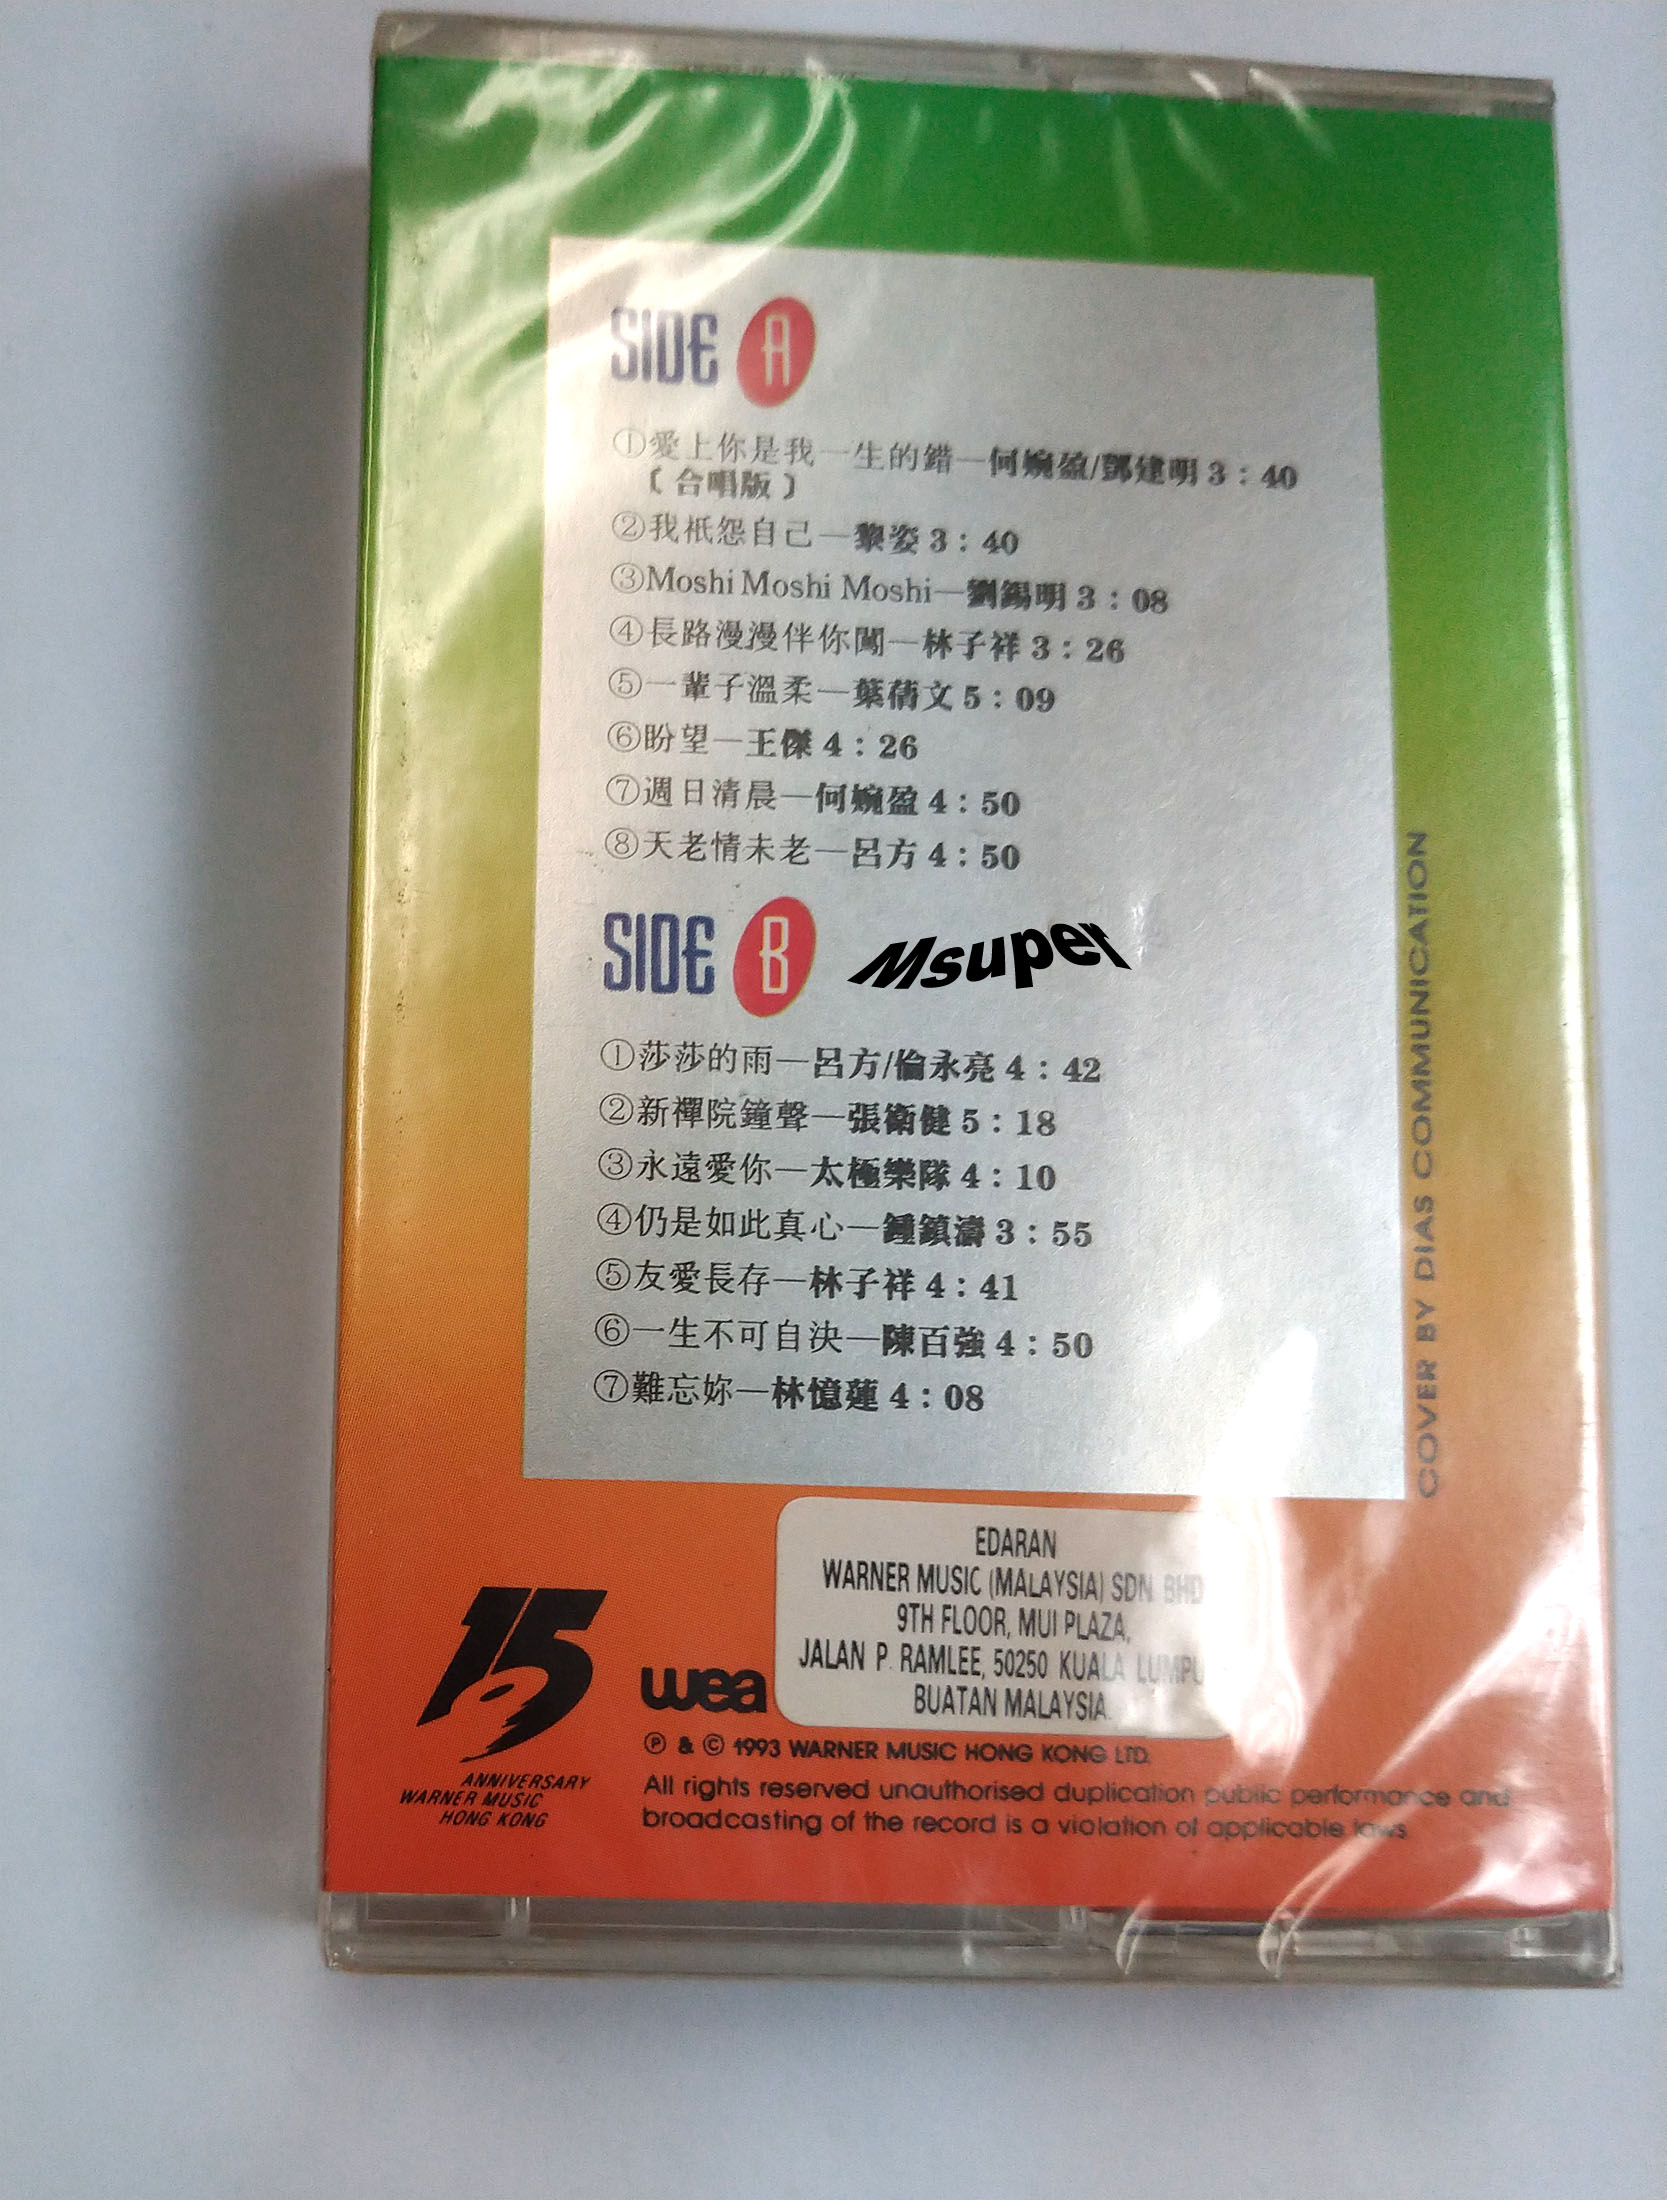 SIDE A
①愛上你是我一生的錯—何婉盈/鄧建明 3:40
〔合唱版〕
②我祇怨自己—黎姿 3:40
③Moshi Moshi Moshi—劉錫明 3:08
④長路漫漫伴你闖—林子祥 3:26
⑤一輩子溫柔—葉蒨文 5:09
⑥盼望—王傑 4:26
⑦週日清晨—何婉盈 4:50
⑧天老情未老—呂方 4:50
SIDE B
Msuper
①莎莎的雨—呂方/倫永亮 4:42
②新禪院鐘聲—張衛健 5:18
③永遠愛你—太極樂隊 4:10
④仍是如此真心—鍾鎮濤 3:55
⑤友愛長存—林子祥 4:41
⑥一生不可自決—陳百強 4:50
⑦難忘妳—林憶蓮 4:08
COVER BY DIAS COMMUNICATION
EDARAN
WARNER MUSIC (MALAYSIA) SDN. BHD
9TH FLOOR, MUI PLAZA,
JALAN P. RAMLEE, 50250 KUALA LUMPU
BUATAN MALAYSIA.
15
ANNIVERSARY
WARNER MUSIC
HONG KONG
wea
Ⓟ & © 1993 WARNER MUSIC HONG KONG LTD.
All rights reserved unauthorised duplication public performance and
broadcasting of the record is a violation of applicable laws